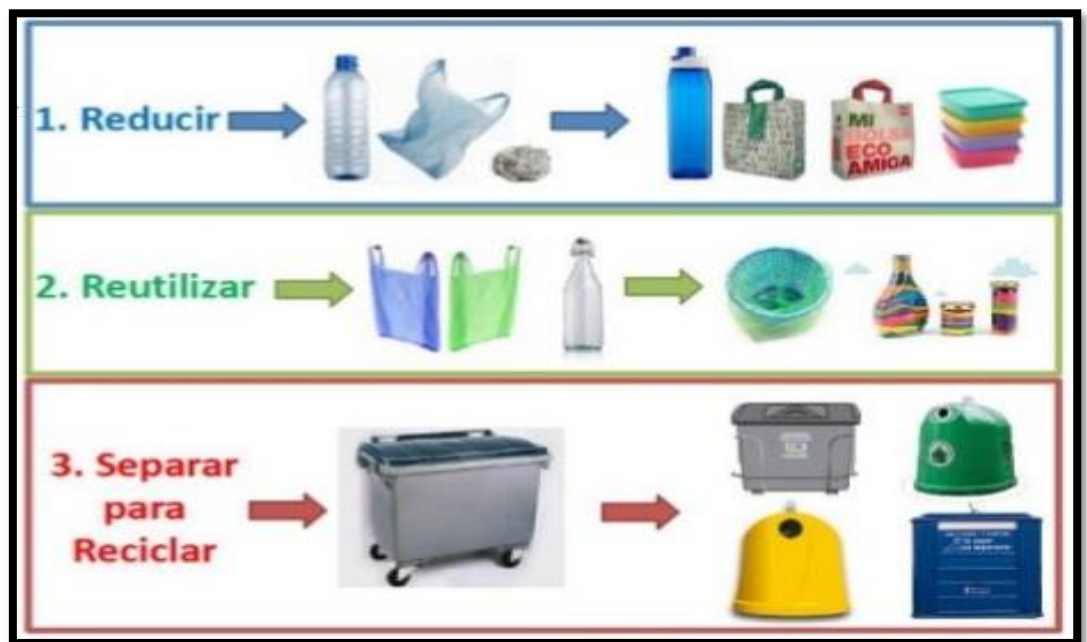 1. Reducir
MI
BOLSA
ECO
AMIGA
2. Reutilizar
3. Separar
para
Reciclar